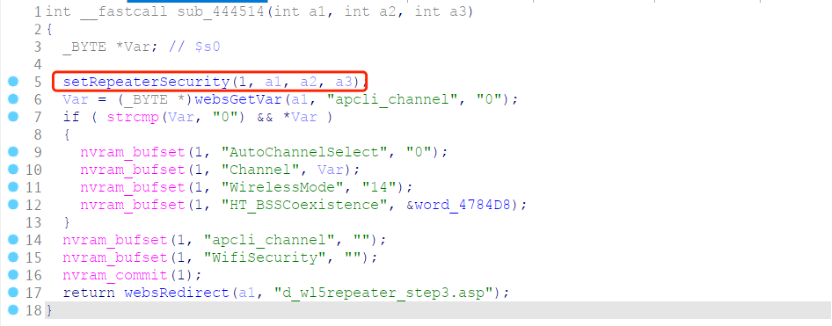 1 int __fastcall sub_444514(int a1, int a2, int a3)
2 {
3 _BYTE *Var; // $s0
4
5 setRepeaterSecurity(1, a1, a2, a3);
6 Var = (_BYTE *)websGetVar(a1, "apcli_channel", "0");
7 if ( strcmp(Var, "0") && *Var )
8 {
9 nvram_bufset(1, "AutoChannelSelect", "0");
10 nvram_bufset(1, "Channel", Var);
11 nvram_bufset(1, "WirelessMode", "14");
12 nvram_bufset(1, "HT_BSSCoexistence", &word_4784D8);
13 }
14 nvram_bufset(1, "apcli_channel", "");
15 nvram_bufset(1, "WifiSecurity", "");
16 nvram_commit(1);
17 return websRedirect(a1, "d_wl5repeater_step3.asp");
18 }